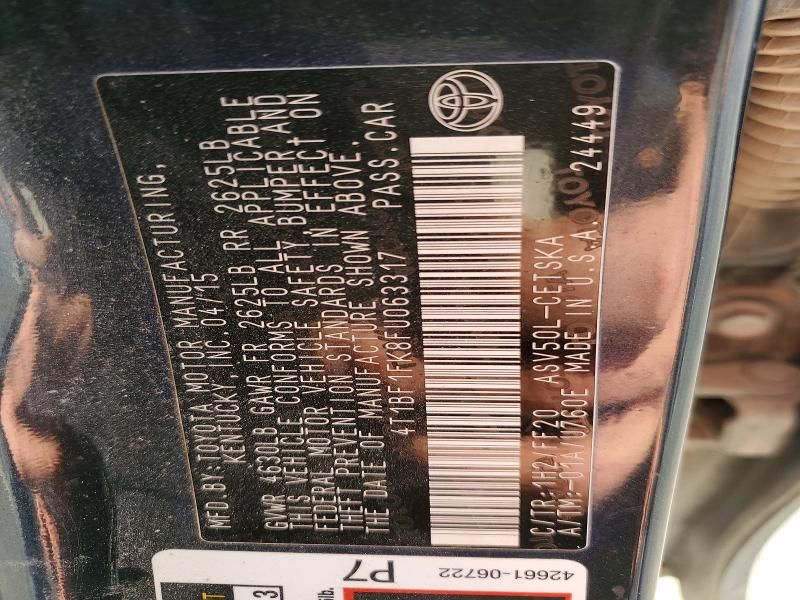 MFD BY: TOYOTA MOTOR MANUFACTURING,
KENTUCKY, INC. 04/15
GVWR 4630LB GAWR FR 2625LB RR 2625LB
THIS VEHICLE CONFORMS TO ALL APPLICABLE
FEDERAL MOTOR VEHICLE SAFETY, BUMPER AND
THEFT PREVENTION STANDARDS IN EFFECT ON
THE DATE OF MANUFACTURE SHOWN ABOVE.
4T1BF1FK8FU063317 PASS.CAR
C/TR:1H2/FF20 ASV50L-CETSKA
A/TM:-01A/U760E MADE IN U.S.A. 24449
42661-06722
P7